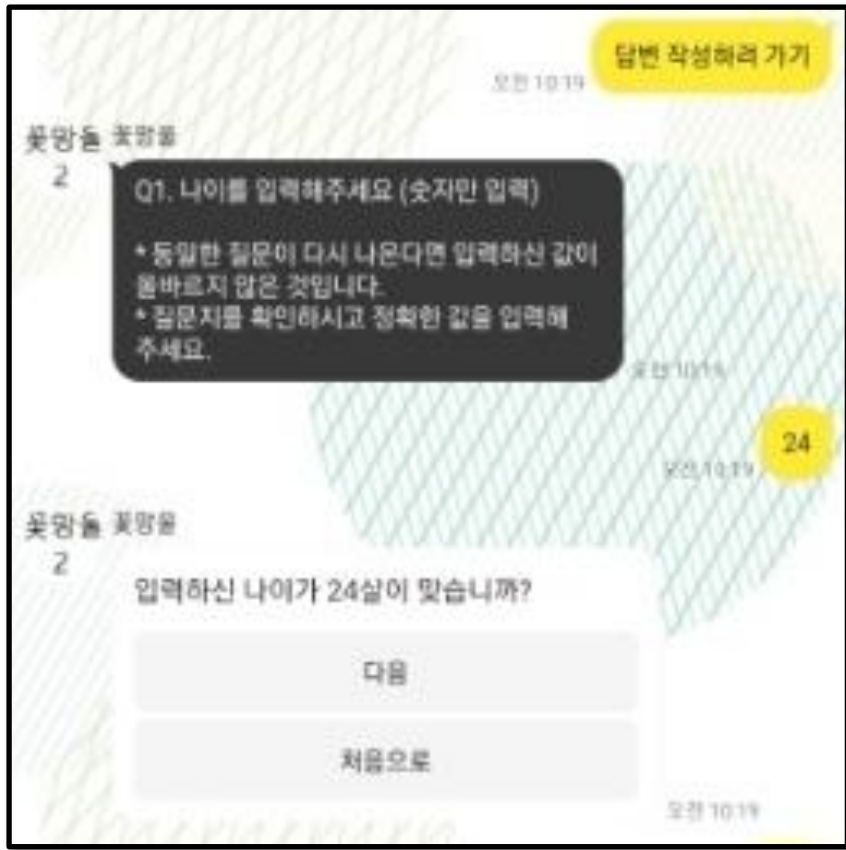 답변 작성하러 가기
오전 10:19
꽃망울 꽃망울
2
Q1. 나이를 입력해주세요 (숫자만 입력)
* 동일한 질문이 다시 나온다면 입력하신 값이
올바르지 않은 것입니다.
* 질문지를 확인하시고 정확한 값을 입력해
주세요.
오전 10:19
24
오전 10:19
꽃망울 꽃망울
2
입력하신 나이가 24살이 맞습니까?
다음
처음으로
오전 10:19